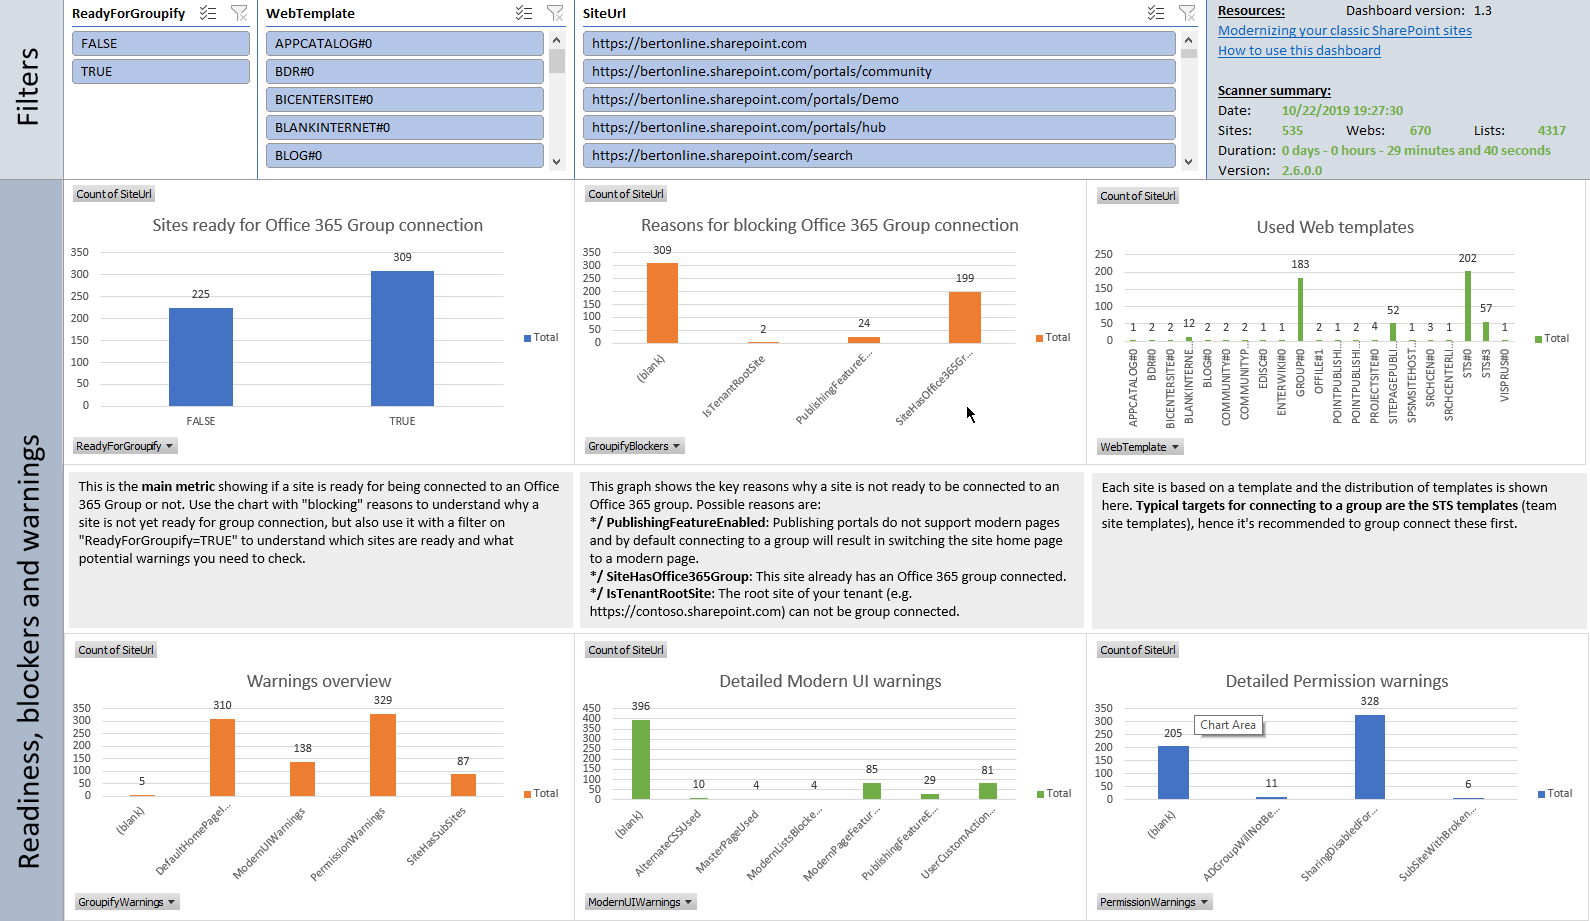 Filters
ReadyForGroupify
FALSE
TRUE
WebTemplate
APPCATALOG#0
BDR#0
BICENTERSITE#0
BLANKINTERNET#0
BLOG#0
SiteUrl
https://bertonline.sharepoint.com
https://bertonline.sharepoint.com/portals/community
https://bertonline.sharepoint.com/portals/Demo
https://bertonline.sharepoint.com/portals/hub
https://bertonline.sharepoint.com/search
Resources: Dashboard version: 1.3
Modernizing your classic SharePoint sites
How to use this dashboard
Scanner summary:
Date: 10/22/2019 19:27:30
Sites: 535 Webs: 670 Lists: 4317
Duration: 0 days - 0 hours - 29 minutes and 40 seconds
Version: 2.6.0.0
Readiness, blockers and warnings
Count of SiteUrl
Sites ready for Office 365 Group connection
350
300
250
200
150
100
50
0
225
309
FALSE
TRUE
Total
ReadyForGroupify
Count of SiteUrl
Reasons for blocking Office 365 Group connection
350
300
250
200
150
100
50
0
309
2
24
199
(blank)
IsTenantRootSite
PublishingFeatureE...
SiteHasOffice365Gr...
Total
GroupifyBlockers
Count of SiteUrl
Used Web templates
250
200
150
100
50
0
1 2 2 12 2 2 2 1 1 183 2 1 2 4 52 1 3 1 202 57 1
APPCATALOG#0
BDR#0
BICENTERSITE#0
BLANKINTERNE...
BLOG#0
COMMUNITY#0
COMMUNITYP...
EDISC#0
ENTERWIKI#0
GROUP#0
OFFILE#1
POINTPUBLISHI...
POINTPUBLISHI...
PROJECTSITE#0
SITEPAGEPUBLI...
SPSMSITEHOST...
SRCHCEN#0
SRCHCENTERLI...
STS#0
STS#3
VISPRUS#0
Total
WebTemplate
This is the main metric showing if a site is ready for being connected to an Office
365 Group or not. Use the chart with "blocking" reasons to understand why a
site is not yet ready for group connection, but also use it with a filter on
"ReadyForGroupify=TRUE" to understand which sites are ready and what
potential warnings you need to check.
This graph shows the key reasons why a site is not ready to be connected to an
Office 365 group. Possible reasons are:
*/ PublishingFeatureEnabled: Publishing portals do not support modern pages
and by default connecting to a group will result in switching the site home page
to a modern page.
*/ SiteHasOffice365Group: This site already has an Office 365 group connected.
*/ IsTenantRootSite: The root site of your tenant (e.g.
https://contoso.sharepoint.com) can not be group connected.
Each site is based on a template and the distribution of templates is shown
here. Typical targets for connecting to a group are the STS templates (team
site templates), hence it's recommended to group connect these first.
Count of SiteUrl
Warnings overview
350
300
250
200
150
100
50
0
5
310
138
329
87
(blank)
DefaultHomePageI...
ModernUIWarnings
PermissionWarnings
SiteHasSubSites
Total
GroupifyWarnings
Count of SiteUrl
Detailed Modern UI warnings
450
400
350
300
250
200
150
100
50
0
396
10
4
4
85
29
81
(blank)
AlternateCSSUsed
MasterPageUsed
ModernListsBlocke...
ModernPageFeatur...
PublishingFeatureE...
UserCustomAction...
Total
ModernUIWarnings
Count of SiteUrl
Detailed Permission warnings
350
300
250
200
150
100
50
0
205
Chart Area
11
328
6
(blank)
ADGroupWillNotBe...
SharingDisabledFor...
SubSiteWithBroken...
Total
PermissionWarnings